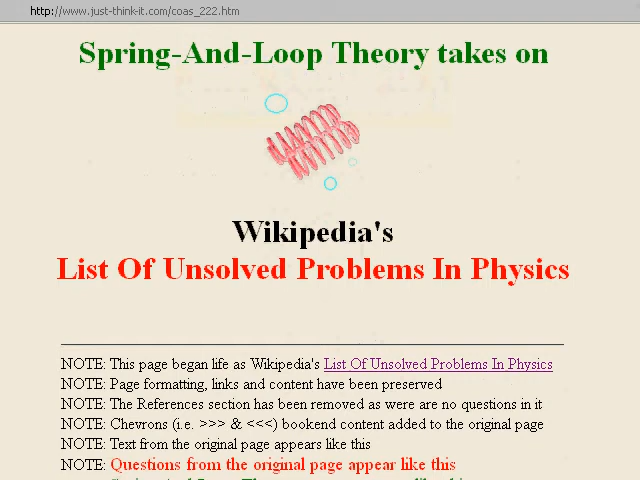 http://www.just-think-it.com/coas_222.htm
Spring-And-Loop Theory takes on
Wikipedia's
List Of Unsolved Problems In Physics
NOTE: This page began life as Wikipedia's List Of Unsolved Problems In Physics
NOTE: Page formatting, links and content have been preserved
NOTE: The References section has been removed as were are no questions in it
NOTE: Chevrons (i.e. >>> & <<<) bookend content added to the original page
NOTE: Text from the original page appears like this
NOTE: Questions from the original page appear like this